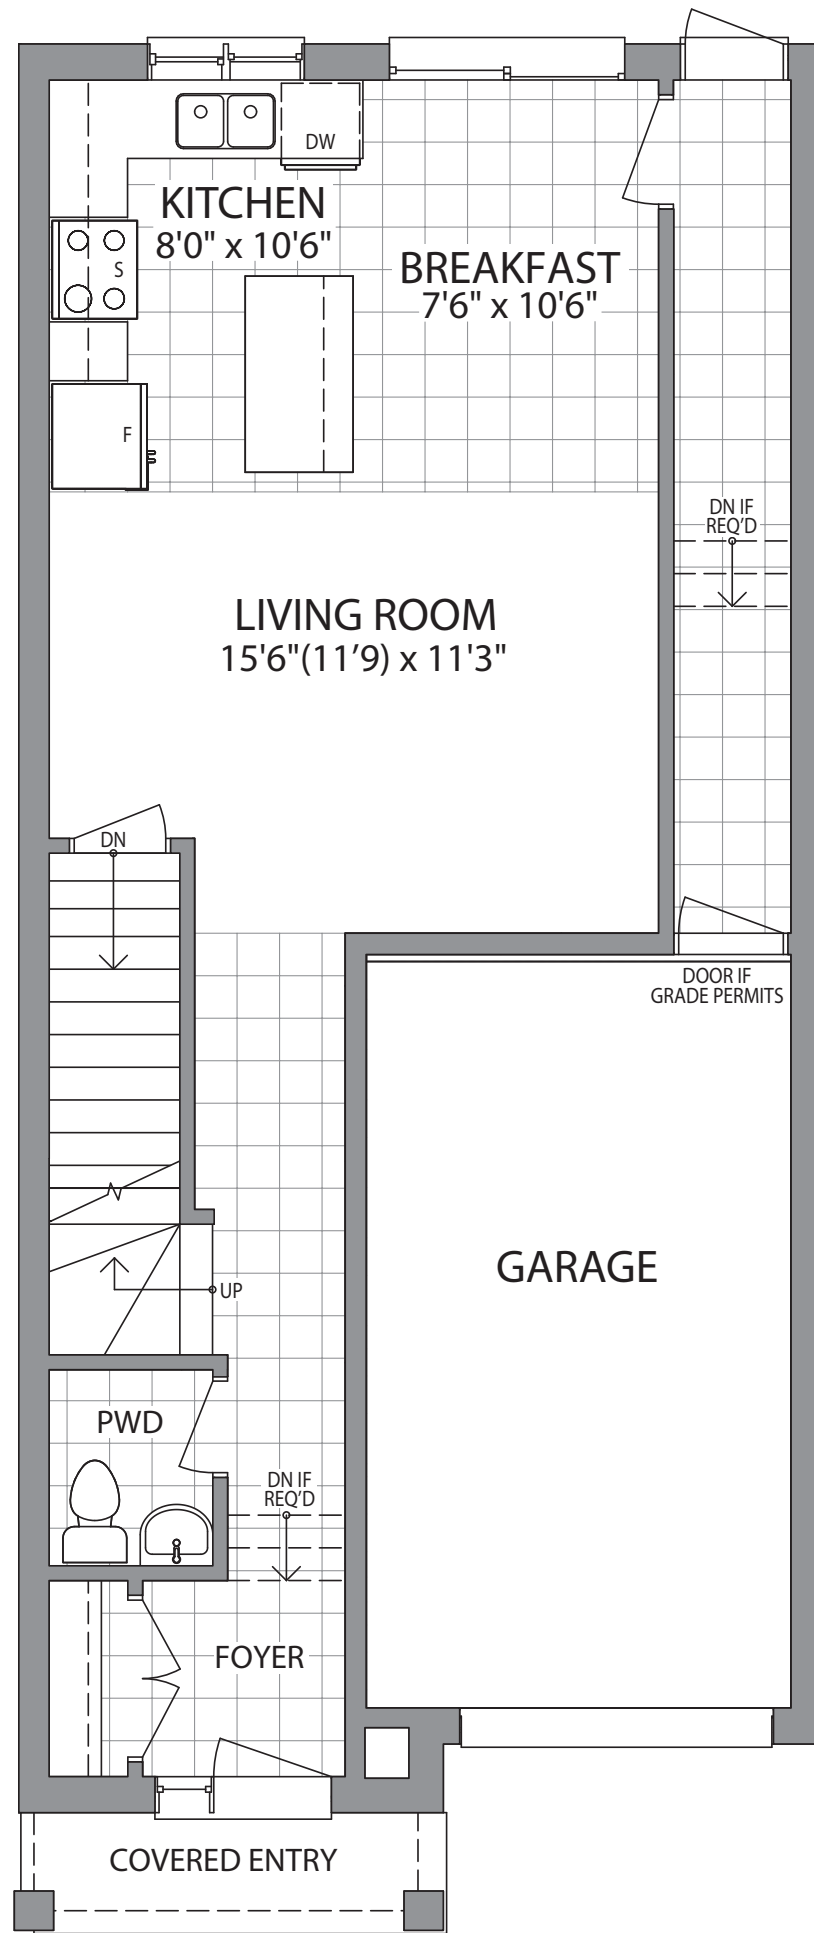 DW
KITCHEN
8'0" x 10'6"
S
BREAKFAST
7'6" x 10'6"
F
DN IF
REQ'D
LIVING ROOM
15'6"(11'9) x 11'3"
DN
DOOR IF
GRADE PERMITS
GARAGE
UP
PWD
DN IF
REQ'D
FOYER
COVERED ENTRY